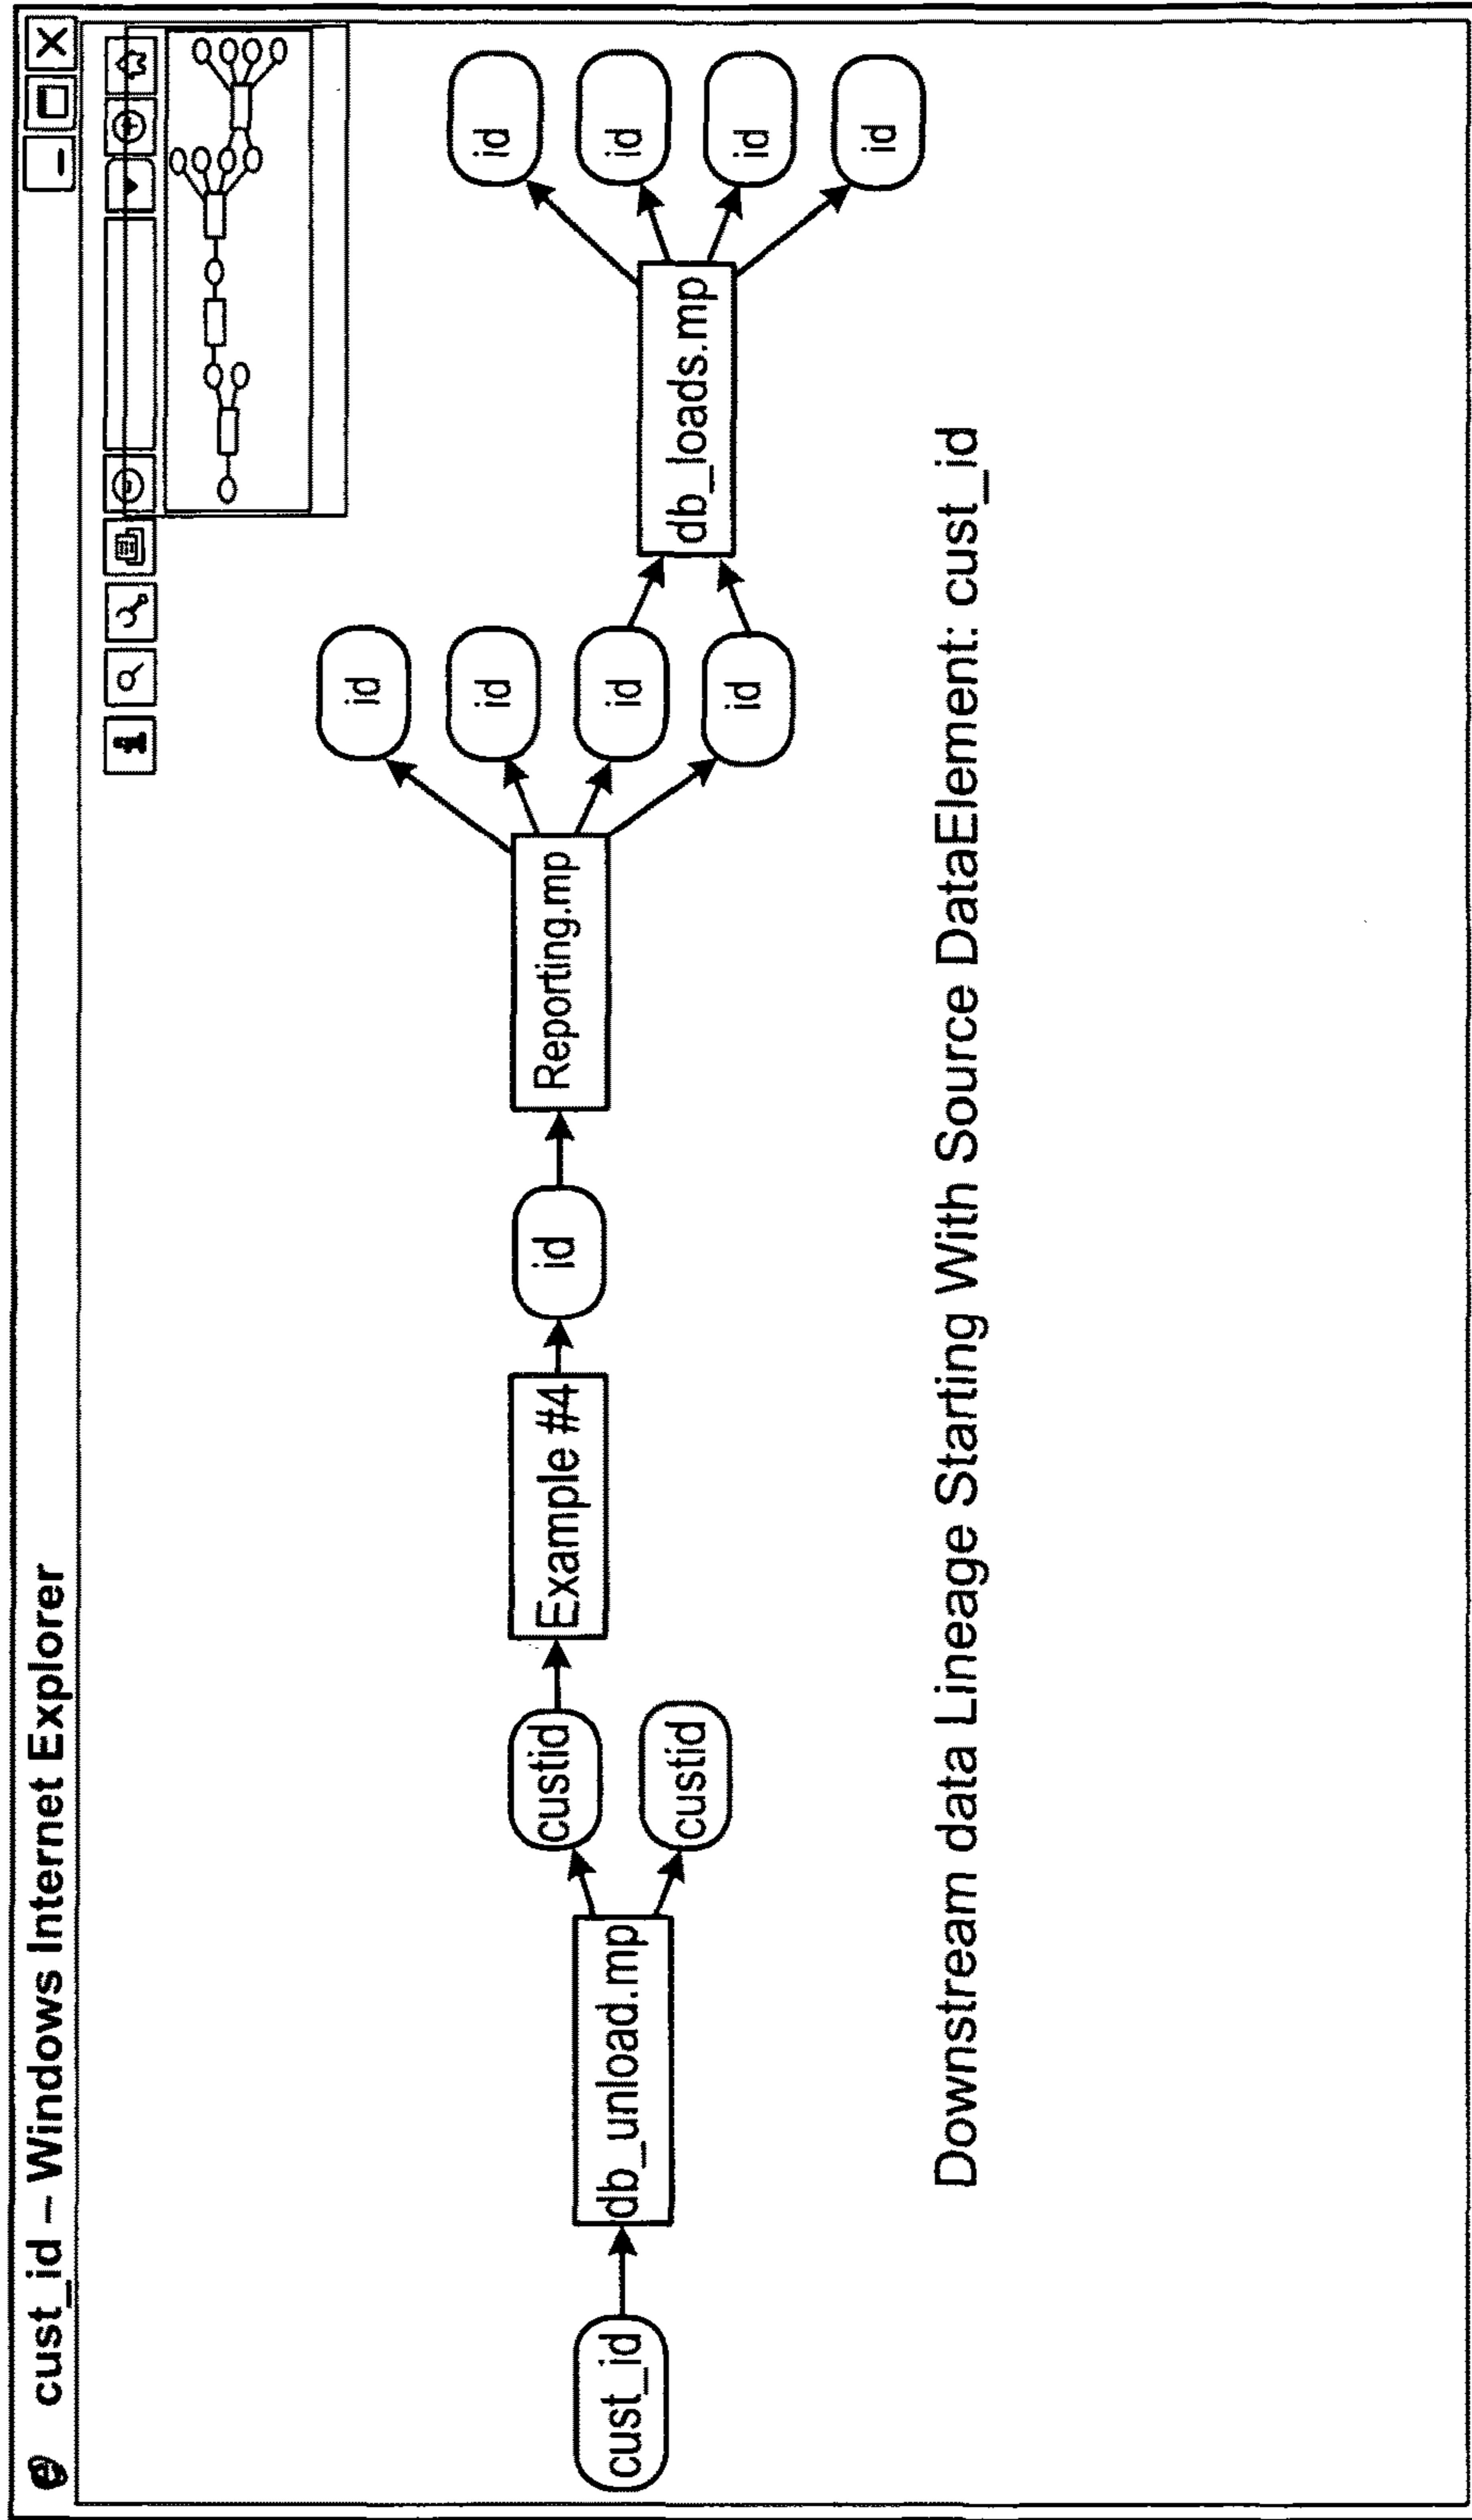 cust_id – Windows Internet Explorer
i
cust_id
db_unload.mp
custid
custid
Example #4
id
Reporting.mp
id
id
id
id
db_loads.mp
id
id
id
id
Downstream data Lineage Starting With Source DataElement: cust_id